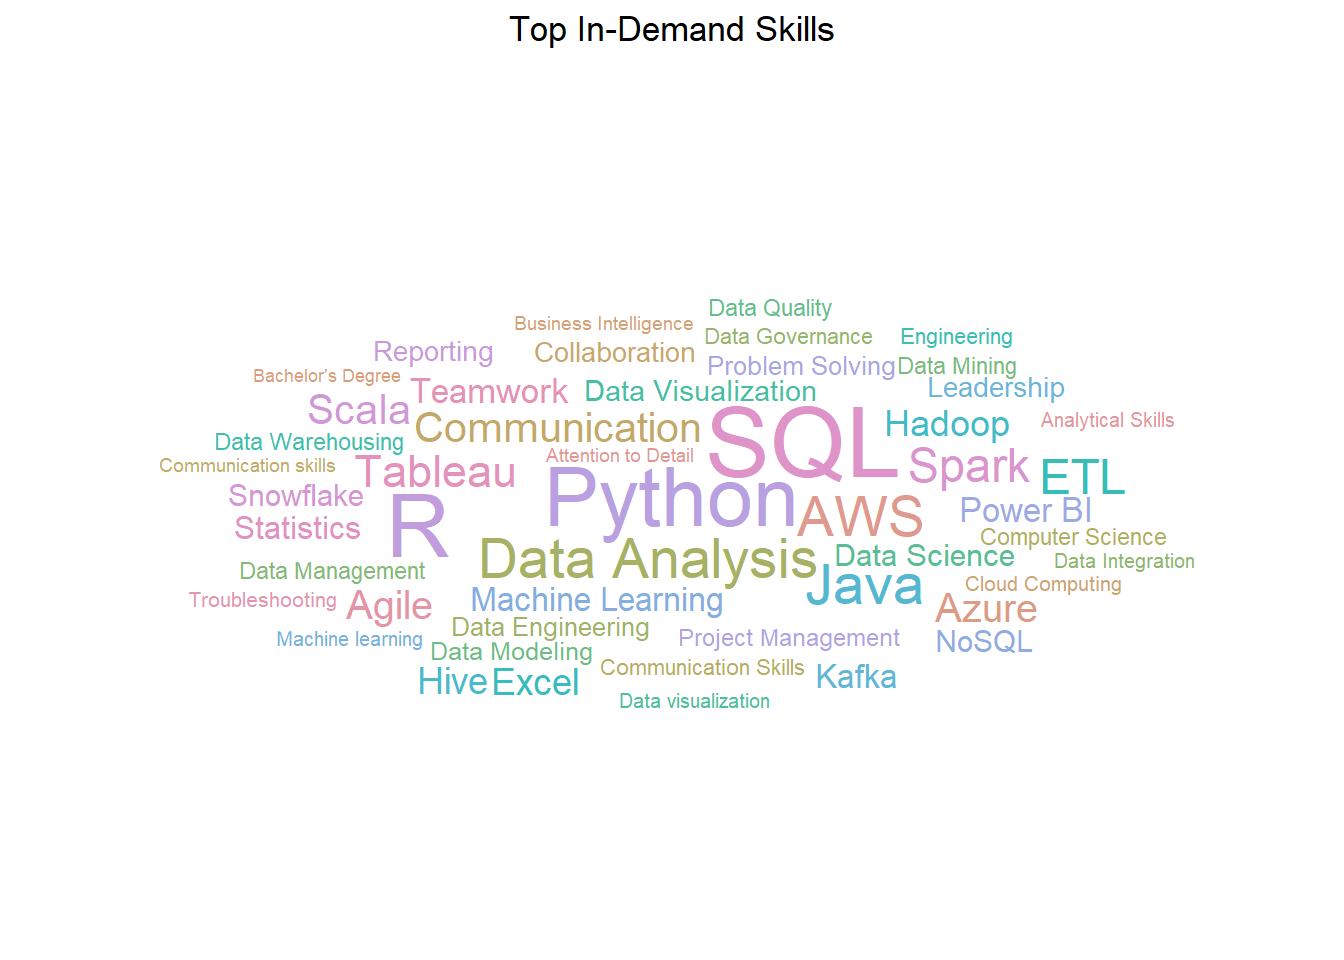 Top In-Demand Skills
Data Quality
Business Intelligence
Data Governance
Engineering
Reporting
Collaboration
Problem Solving
Data Mining
Bachelor’s Degree
Teamwork
Data Visualization
Leadership
Scala
Communication
SQL
Hadoop
Analytical Skills
Data Warehousing
Attention to Detail
Communication skills
Tableau
Python
Spark
ETL
Snowflake
R
AWS
Power BI
Statistics
Computer Science
Data Analysis
Data Science
Data Integration
Data Management
Java
Cloud Computing
Troubleshooting
Agile
Machine Learning
Azure
Data Engineering
Machine learning
Project Management
NoSQL
Data Modeling
Communication Skills
Hive
Excel
Kafka
Data visualization